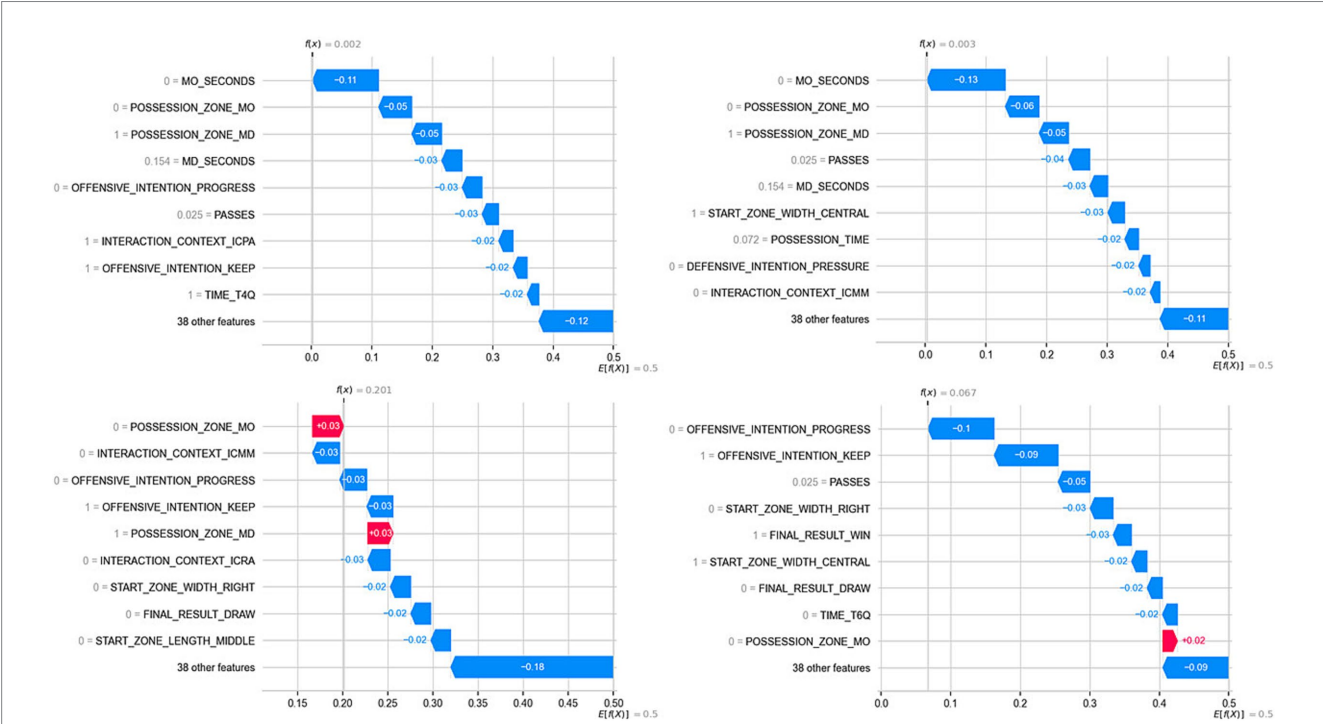 f(x) = 0.002
0 = MO_SECONDS
−0.11
0 = POSSESSION_ZONE_MO
−0.05
1 = POSSESSION_ZONE_MD
−0.05
0.154 = MD_SECONDS
−0.03
0 = OFFENSIVE_INTENTION_PROGRESS
−0.03
0.025 = PASSES
−0.03
1 = INTERACTION_CONTEXT_ICPA
−0.02
1 = OFFENSIVE_INTENTION_KEEP
−0.02
1 = TIME_T4Q
−0.02
38 other features
−0.12
0.0 0.1 0.2 0.3 0.4 0.5
E[f(X)] = 0.5
f(x) = 0.003
0 = MO_SECONDS
−0.13
0 = POSSESSION_ZONE_MO
−0.06
1 = POSSESSION_ZONE_MD
−0.05
0.025 = PASSES
−0.04
0.154 = MD_SECONDS
−0.03
1 = START_ZONE_WIDTH_CENTRAL
−0.03
0.072 = POSSESSION_TIME
−0.02
0 = DEFENSIVE_INTENTION_PRESSURE
−0.02
0 = INTERACTION_CONTEXT_ICMM
−0.02
38 other features
−0.11
0.0 0.1 0.2 0.3 0.4 0.5
E[f(X)] = 0.5
f(x) = 0.201
0 = POSSESSION_ZONE_MO
+0.03
0 = INTERACTION_CONTEXT_ICMM
−0.03
0 = OFFENSIVE_INTENTION_PROGRESS
−0.03
1 = OFFENSIVE_INTENTION_KEEP
−0.03
1 = POSSESSION_ZONE_MD
+0.03
0 = INTERACTION_CONTEXT_ICRA
−0.03
0 = START_ZONE_WIDTH_RIGHT
−0.02
0 = FINAL_RESULT_DRAW
−0.02
0 = START_ZONE_LENGTH_MIDDLE
−0.02
38 other features
−0.18
0.15 0.20 0.25 0.30 0.35 0.40 0.45 0.50
E[f(X)] = 0.5
f(x) = 0.067
0 = OFFENSIVE_INTENTION_PROGRESS
−0.1
1 = OFFENSIVE_INTENTION_KEEP
−0.09
0.025 = PASSES
−0.05
0 = START_ZONE_WIDTH_RIGHT
−0.03
1 = FINAL_RESULT_WIN
−0.03
1 = START_ZONE_WIDTH_CENTRAL
−0.02
0 = FINAL_RESULT_DRAW
−0.02
0 = TIME_T6Q
−0.02
0 = POSSESSION_ZONE_MO
+0.02
38 other features
−0.09
0.0 0.1 0.2 0.3 0.4 0.5
E[f(X)] = 0.5